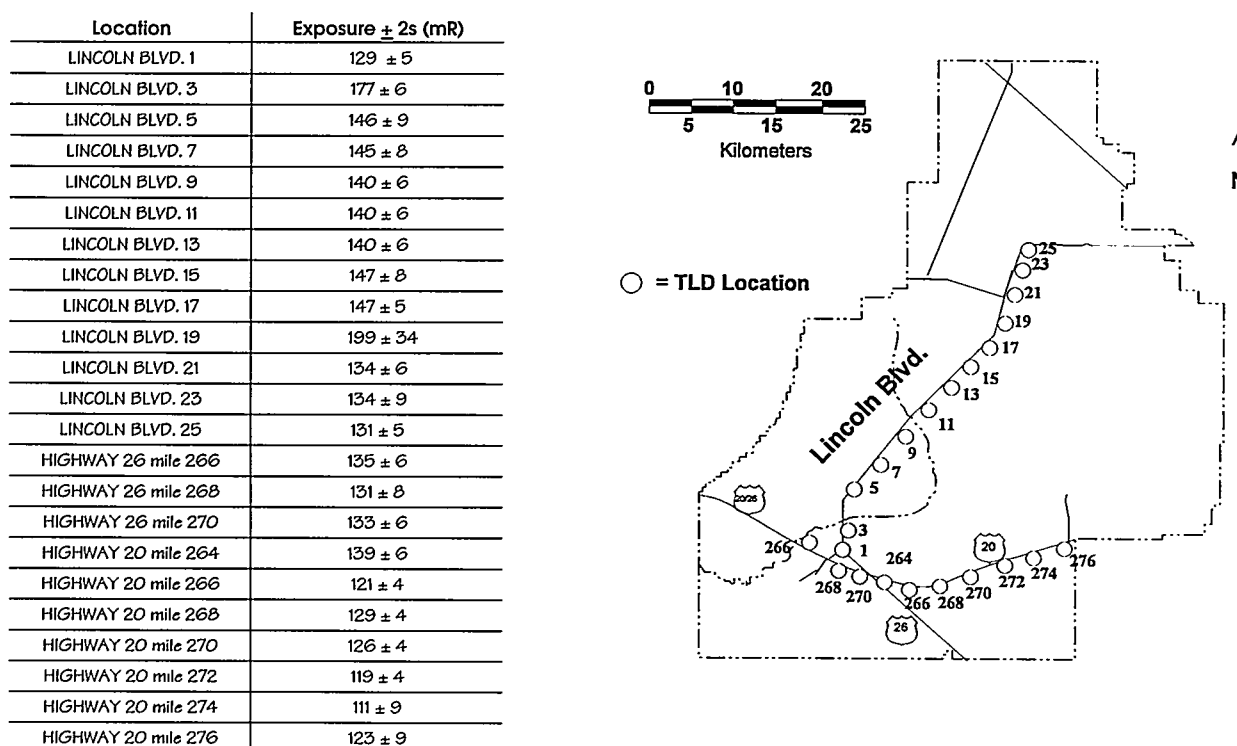 Location Exposure ± 2s (mR)
LINCOLN BLVD. 1 129 ± 5
LINCOLN BLVD. 3 177 ± 6
LINCOLN BLVD. 5 146 ± 9
LINCOLN BLVD. 7 145 ± 8
LINCOLN BLVD. 9 140 ± 6
LINCOLN BLVD. 11 140 ± 6
LINCOLN BLVD. 13 140 ± 6
LINCOLN BLVD. 15 147 ± 8
LINCOLN BLVD. 17 147 ± 5
LINCOLN BLVD. 19 199 ± 34
LINCOLN BLVD. 21 134 ± 6
LINCOLN BLVD. 23 134 ± 9
LINCOLN BLVD. 25 131 ± 5
HIGHWAY 26 mile 266 135 ± 6
HIGHWAY 26 mile 268 131 ± 8
HIGHWAY 26 mile 270 133 ± 6
HIGHWAY 20 mile 264 139 ± 6
HIGHWAY 20 mile 266 121 ± 4
HIGHWAY 20 mile 268 129 ± 4
HIGHWAY 20 mile 270 126 ± 4
HIGHWAY 20 mile 272 119 ± 4
HIGHWAY 20 mile 274 111 ± 9
HIGHWAY 20 mile 276 123 ± 9
0 10 20
5 15 25
Kilometers
= TLD Location
Lincoln Blvd.
25
23
21
19
17
15
13
11
9
7
5
3
1
20/26
266
268
270
264
266
268
270
272
274
276
20
26